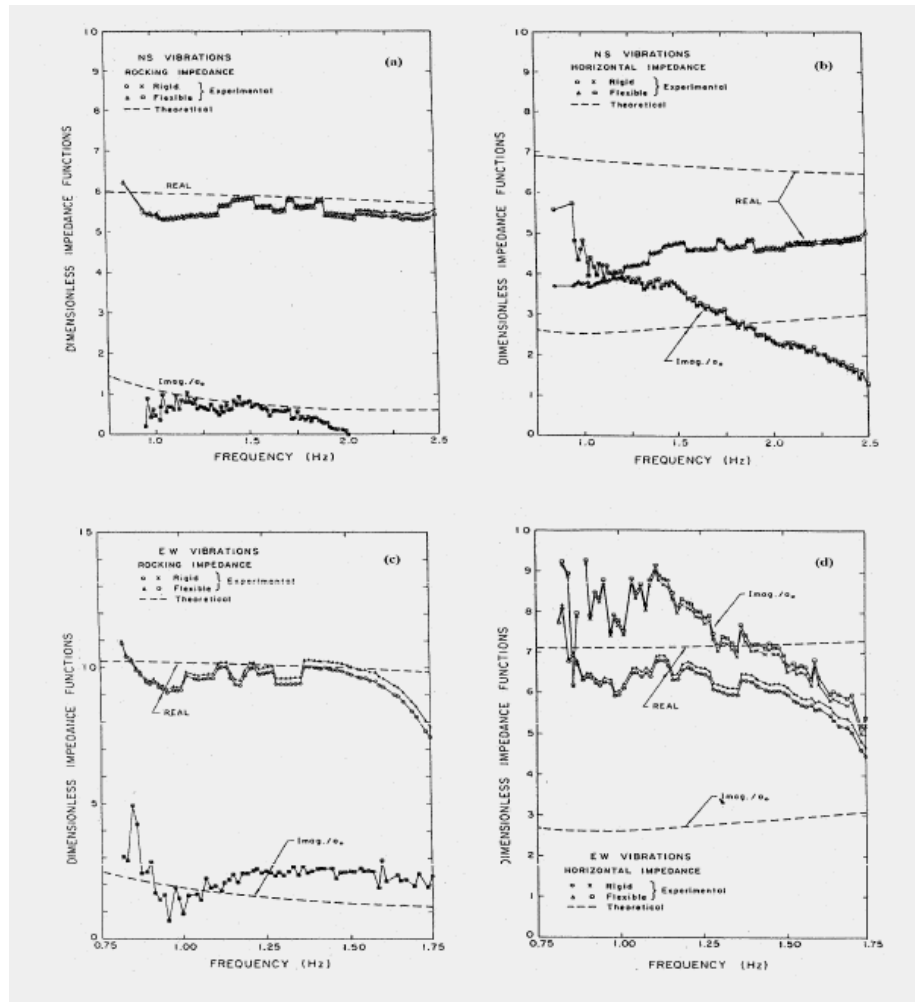 10
9
8
7
6
5
4
3
2
1
0
NS VIBRATIONS
(a)
ROCKING IMPEDANCE
o × Rigid
Experimental
▵ o Flexible
Theoretical
REAL
Imag./a₀
1.0
1.5
2.0
2.5
FREQUENCY (Hz)
DIMENSIONLESS IMPEDANCE FUNCTIONS
10
9
8
7
6
5
4
3
2
1
0
NS VIBRATIONS
(b)
HORIZONTAL IMPEDANCE
o × Rigid
Experimental
▵ o Flexible
Theoretical
REAL
Imag./a₀
1.0
1.5
2.0
2.5
FREQUENCY (Hz)
DIMENSIONLESS IMPEDANCE FUNCTIONS
15
10
5
0
EW VIBRATIONS
(c)
ROCKING IMPEDANCE
o × Rigid
Experimental
▵ o Flexible
Theoretical
REAL
Imag./a₀
0.75
1.00
1.25
1.50
1.75
FREQUENCY (Hz)
DIMENSIONLESS IMPEDANCE FUNCTIONS
10
9
8
7
6
5
4
3
2
1
0
(d)
Imag./a₀
REAL
Imag./a₀
EW VIBRATIONS
HORIZONTAL IMPEDANCE
o × Rigid
Experimental
▵ o Flexible
Theoretical
0.75
1.00
1.25
1.50
1.75
FREQUENCY (Hz)
DIMENSIONLESS IMPEDANCE FUNCTIONS